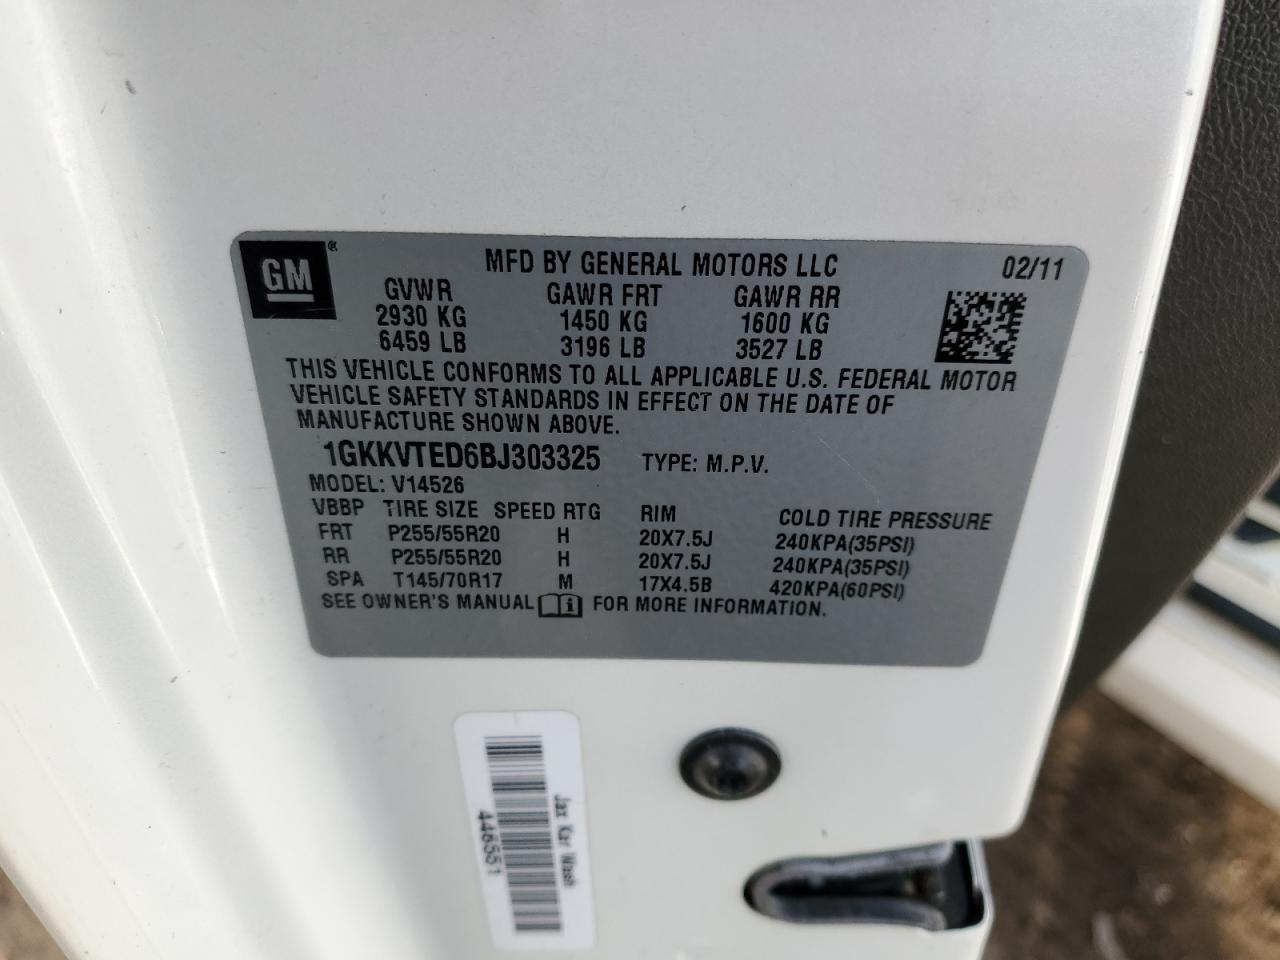 GM®
MFD BY GENERAL MOTORS LLC 02/11
GVWR GAWR FRT GAWR RR
2930 KG 1450 KG 1600 KG
6459 LB 3196 LB 3527 LB
THIS VEHICLE CONFORMS TO ALL APPLICABLE U.S. FEDERAL MOTOR
VEHICLE SAFETY STANDARDS IN EFFECT ON THE DATE OF
MANUFACTURE SHOWN ABOVE.
1GKKVTED6BJ303325 TYPE: M.P.V.
MODEL: V14526
VBBP TIRE SIZE SPEED RTG RIM COLD TIRE PRESSURE
FRT P255/55R20 H 20X7.5J 240KPA(35PSI)
RR P255/55R20 H 20X7.5J 240KPA(35PSI)
SPA T145/70R17 M 17X4.5B 420KPA(60PSI)
SEE OWNER'S MANUAL i FOR MORE INFORMATION.
Jax Kar Wash
446551